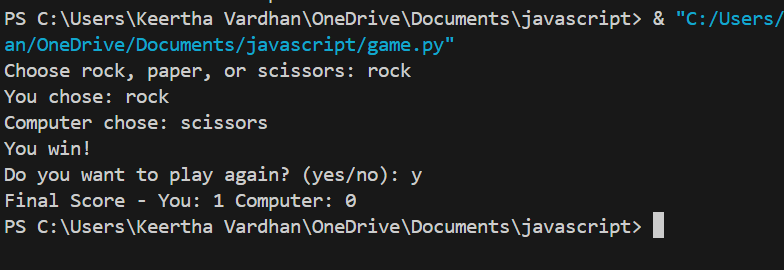 PS C:\Users\Keertha Vardhan\OneDrive\Documents\javascript> & "C:/Users/
an/OneDrive/Documents/javascript/game.py"
Choose rock, paper, or scissors: rock
You chose: rock
Computer chose: scissors
You win!
Do you want to play again? (yes/no): y
Final Score - You: 1 Computer: 0
PS C:\Users\Keertha Vardhan\OneDrive\Documents\javascript>